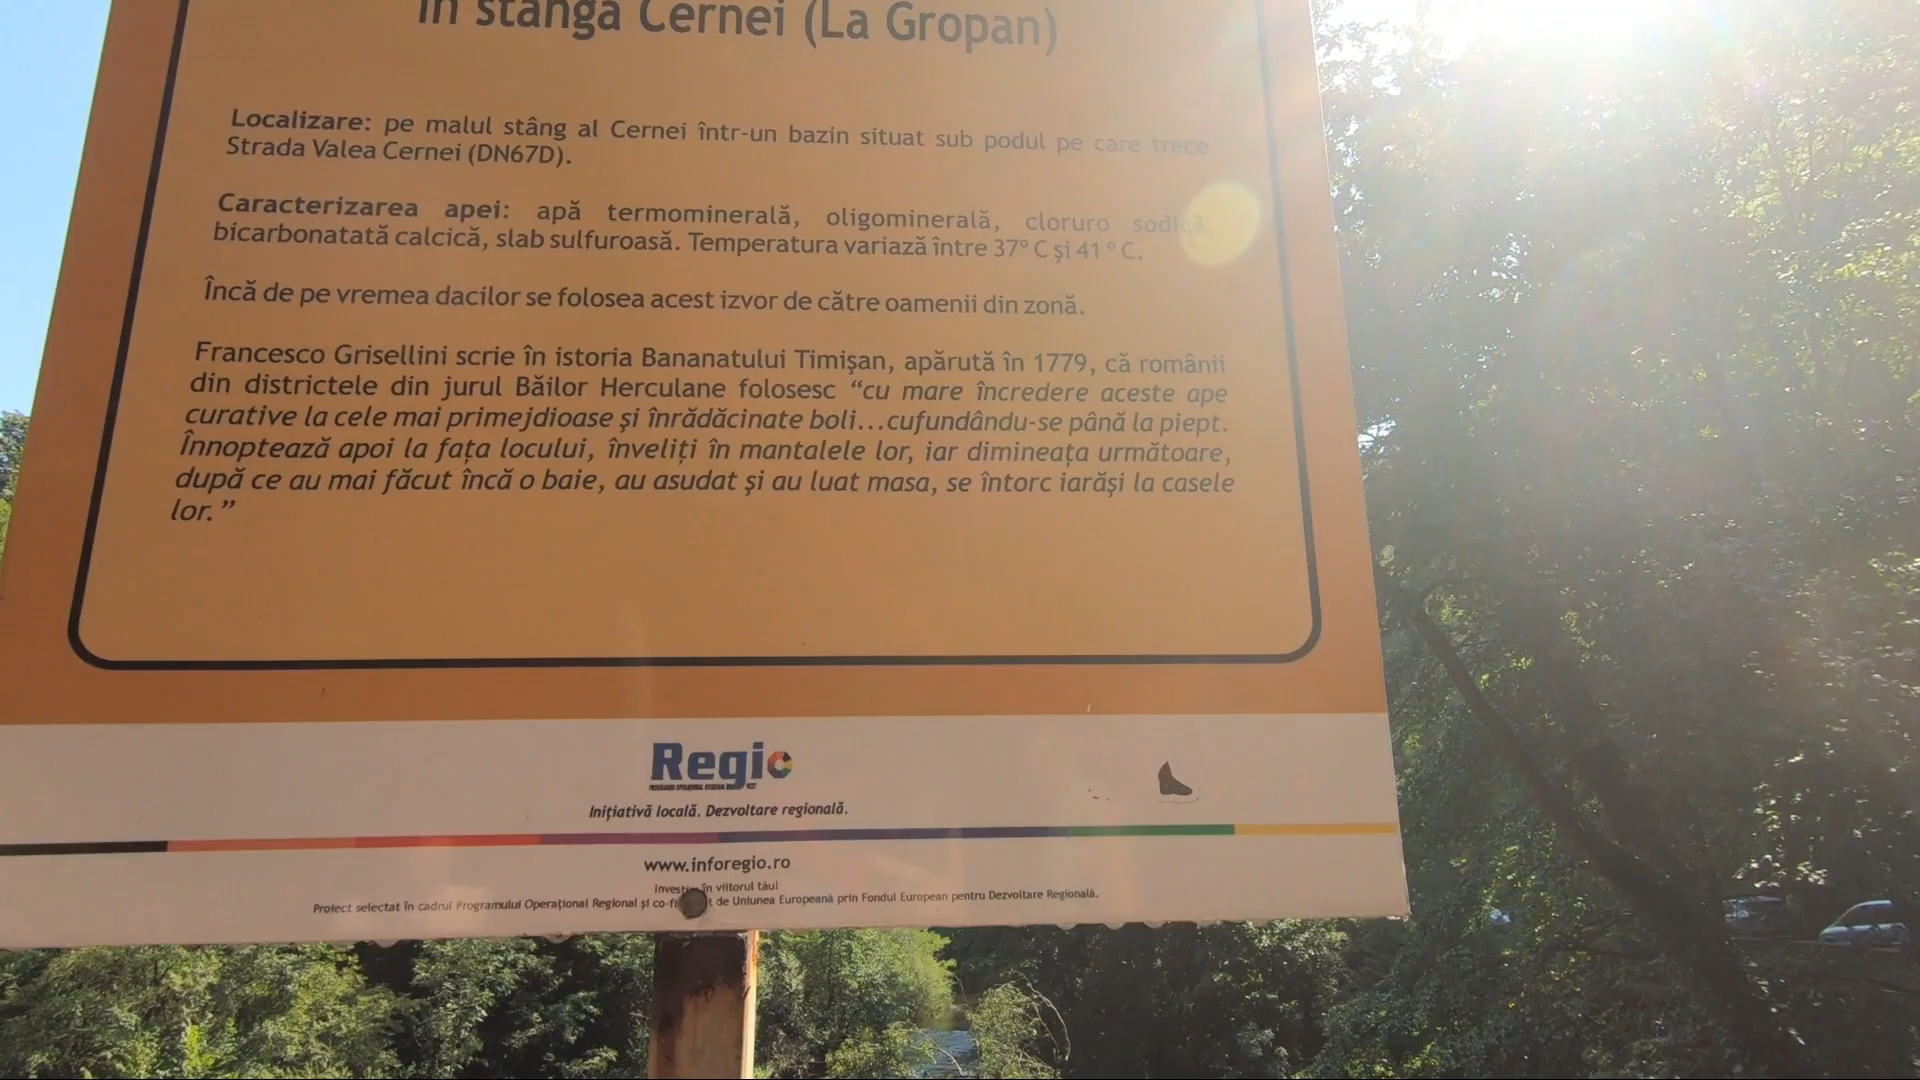 în stânga Cernei (La Gropan)
Localizare: pe malul stâng al Cernei într-un bazin situat sub podul pe care trece
Strada Valea Cernei (DN67D).
Caracterizarea apei: apă termominerală, oligominerală, cloruro sodică,
bicarbonatată calcică, slab sulfuroasă. Temperatura variază între 37º C şi 41 º C.
Încă de pe vremea dacilor se folosea acest izvor de către oamenii din zonă.
Francesco Grisellini scrie în istoria Bananatului Timişan, apărută în 1779, că românii
din districtele din jurul Băilor Herculane folosesc “cu mare încredere aceste ape
curative la cele mai primejdioase şi înrădăcinate boli...cufundându-se până la piept.
Înnoptează apoi la faţa locului, înveliţi în mantalele lor, iar dimineaţa următoare,
după ce au mai făcut încă o baie, au asudat şi au luat masa, se întorc iarăşi la casele
lor.”
Regio
PROGRAMUL OPERAŢIONAL REGIONAL
Iniţiativă locală. Dezvoltare regională.
www.inforegio.ro
în viitorul tău!
Proiect selectat în cadrul Programului Operaţional Regional şi de Uniunea Europeană prin Fondul European pentru Dezvoltare Regională.